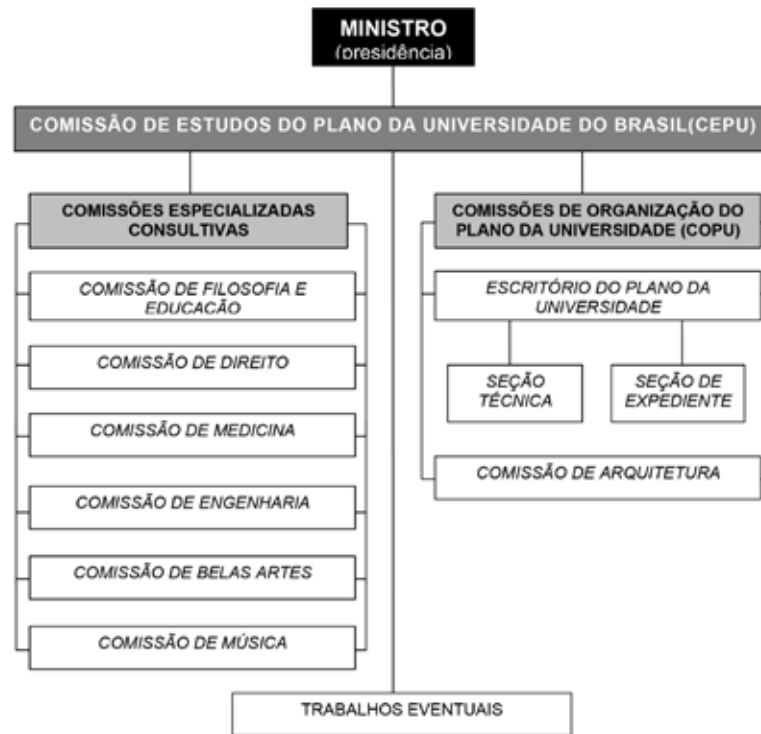 MINISTRO
(presidência)
COMISSÃO DE ESTUDOS DO PLANO DA UNIVERSIDADE DO BRASIL(CEPU)
COMISSÕES ESPECIALIZADAS
CONSULTIVAS
COMISSÃO DE FILOSOFIA E
EDUCACÃO
COMISSÃO DE DIREITO
COMISSÃO DE MEDICINA
COMISSÃO DE ENGENHARIA
COMISSÃO DE BELAS ARTES
COMISSÃO DE MÚSICA
COMISSÕES DE ORGANIZAÇÃO DO
PLANO DA UNIVERSIDADE (COPU)
ESCRITÓRIO DO PLANO DA
UNIVERSIDADE
SEÇÃO
TÉCNICA
SEÇÃO DE
EXPEDIENTE
COMISSÃO DE ARQUITETURA
TRABALHOS EVENTUAIS